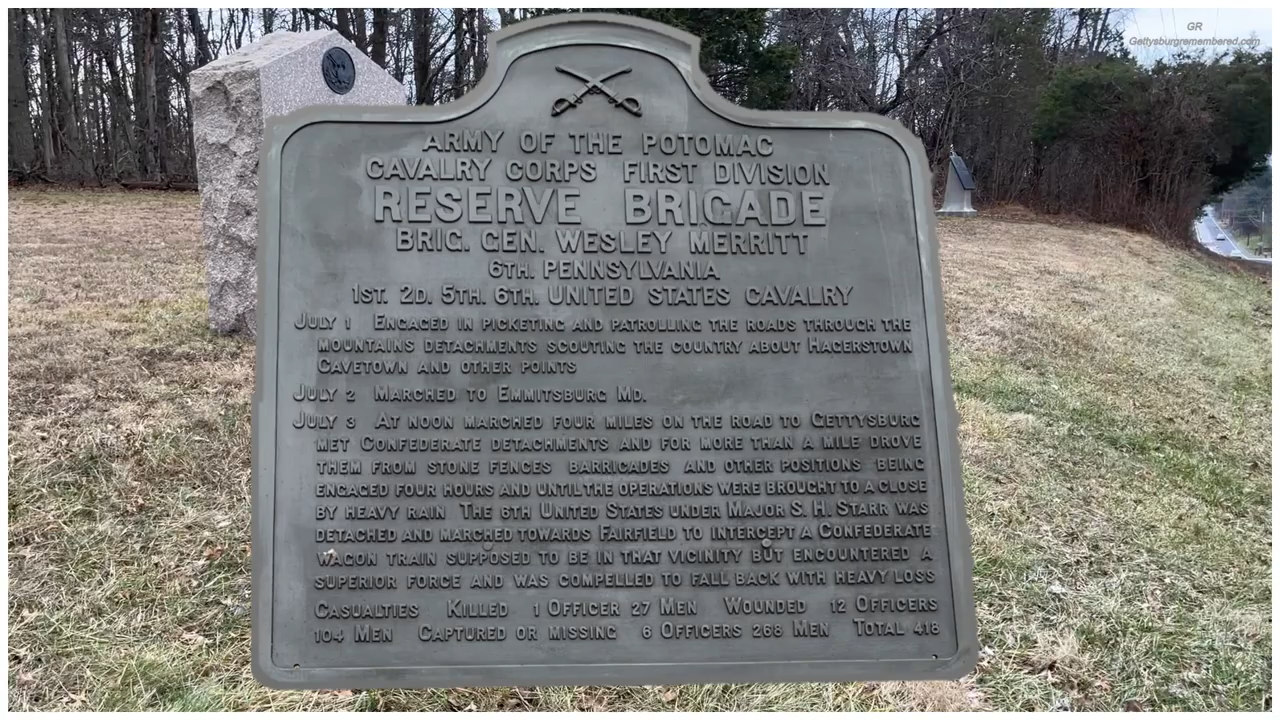 GR
Gettysburgremembered.com
ARMY OF THE POTOMAC
CAVALRY CORPS FIRST DIVISION
RESERVE BRIGADE
BRIG. GEN. WESLEY MERRITT
6TH. PENNSYLVANIA
1ST. 2D. 5TH. 6TH. UNITED STATES CAVALRY
JULY 1 ENGAGED IN PICKETING AND PATROLLING THE ROADS THROUGH THE
MOUNTAINS DETACHMENTS SCOUTING THE COUNTRY ABOUT HAGERSTOWN
CAVETOWN AND OTHER POINTS
JULY 2 MARCHED TO EMMITSBURG MD.
JULY 3 AT NOON MARCHED FOUR MILES ON THE ROAD TO GETTYSBURG
MET CONFEDERATE DETACHMENTS AND FOR MORE THAN A MILE DROVE
THEM FROM STONE FENCES BARRICADES AND OTHER POSITIONS BEING
ENGAGED FOUR HOURS AND UNTIL THE OPERATIONS WERE BROUGHT TO A CLOSE
BY HEAVY RAIN THE 6TH UNITED STATES UNDER MAJOR S. H. STARR WAS
DETACHED AND MARCHED TOWARDS FAIRFIELD TO INTERCEPT A CONFEDERATE
WAGON TRAIN SUPPOSED TO BE IN THAT VICINITY BUT ENCOUNTERED A
SUPERIOR FORCE AND WAS COMPELLED TO FALL BACK WITH HEAVY LOSS
CASUALTIES KILLED 1 OFFICER 27 MEN WOUNDED 12 OFFICERS
104 MEN CAPTURED OR MISSING 6 OFFICERS 268 MEN TOTAL 418